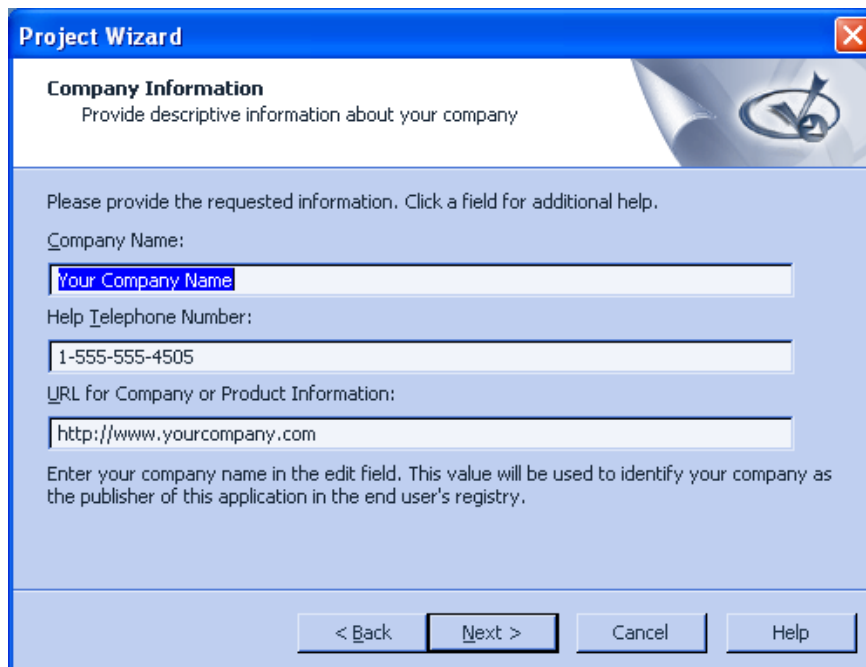 Project Wizard
Company Information
Provide descriptive information about your company
Please provide the requested information. Click a field for additional help.
Company Name:
Your Company Name
Help Telephone Number:
1-555-555-4505
URL for Company or Product Information:
http://www.yourcompany.com
Enter your company name in the edit field. This value will be used to identify your company as
the publisher of this application in the end user's registry.
< Back Next > Cancel Help